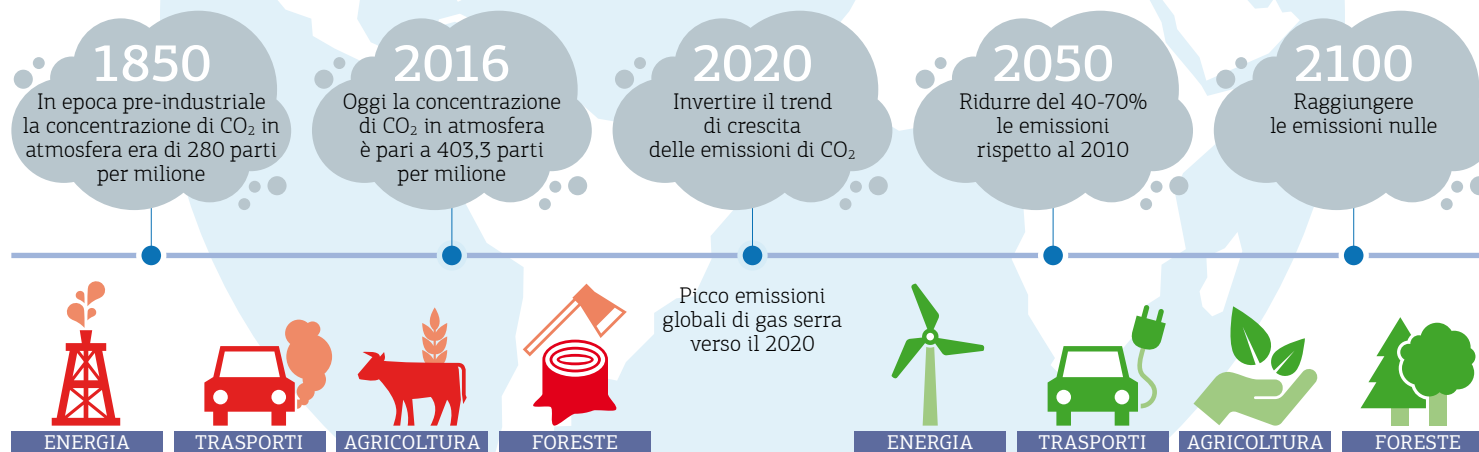 1850
In epoca pre-industriale
la concentrazione di CO₂ in
atmosfera era di 280 parti
per milione
2016
Oggi la concentrazione
di CO₂ in atmosfera
è pari a 403,3 parti
per milione
2020
Invertire il trend
di crescita
delle emissioni di CO₂
2050
Ridurre del 40-70%
le emissioni
rispetto al 2010
2100
Raggiungere
le emissioni nulle
Picco emissioni
globali di gas serra
verso il 2020
ENERGIA
TRASPORTI
AGRICOLTURA
FORESTE
ENERGIA
TRASPORTI
AGRICOLTURA
FORESTE